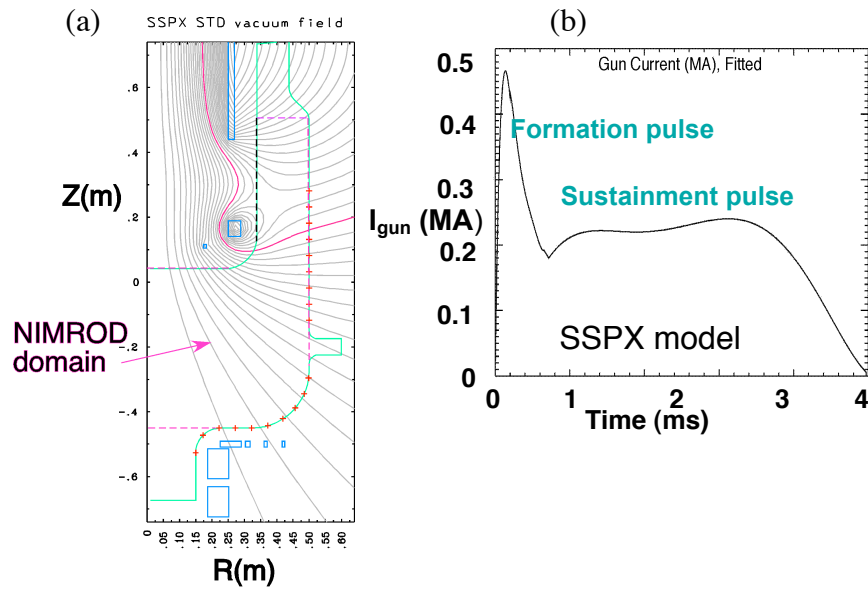 (a)
SSPX STD vacuum field
.6
.4
Z(m)
.2
0
NIMROD
domain
-.2
-.4
-.6
0
.05
.10
.15
.20
.25
.30
.35
.40
.45
.50
.55
.60
R(m)
(b)
0.5
Gun Current (MA), Fitted
0.4
Formation pulse
0.3
Sustainment pulse
Igun (MA)
0.2
0.1
SSPX model
0
0 1 2 3 4
Time (ms)